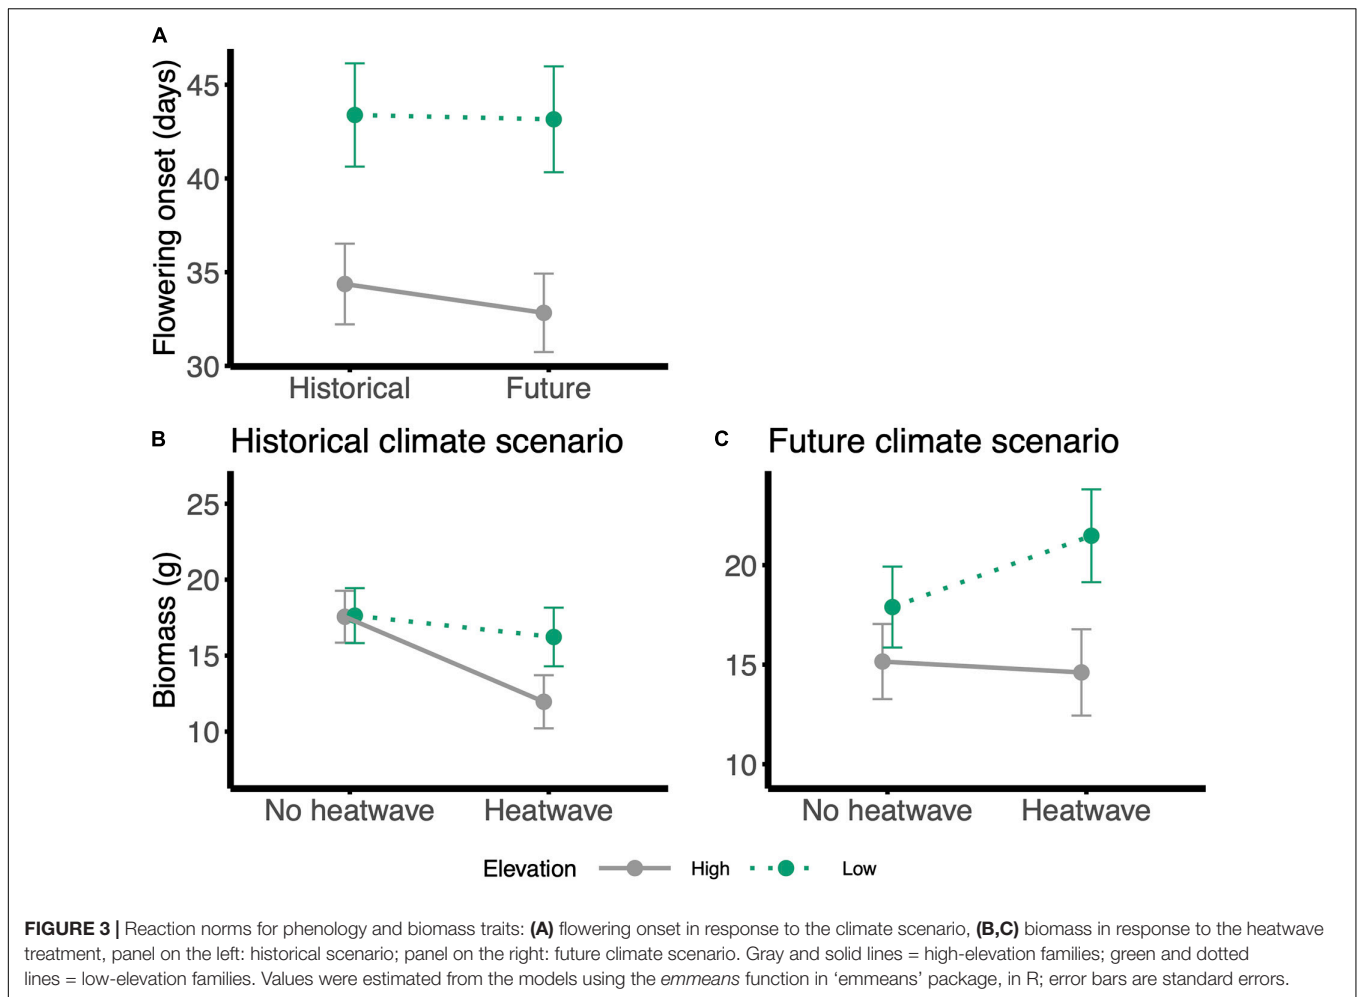 A
Flowering onset (days)
45
40
35
30
Historical Future
B Historical climate scenario
Biomass (g)
25
20
15
10
No heatwave Heatwave
C Future climate scenario
20
15
10
No heatwave Heatwave
Elevation High Low
FIGURE 3 | Reaction norms for phenology and biomass traits: (A) flowering onset in response to the climate scenario, (B,C) biomass in response to the heatwave
treatment, panel on the left: historical scenario; panel on the right: future climate scenario. Gray and solid lines = high-elevation families; green and dotted
lines = low-elevation families. Values were estimated from the models using the emmeans function in ‘emmeans’ package, in R; error bars are standard errors.